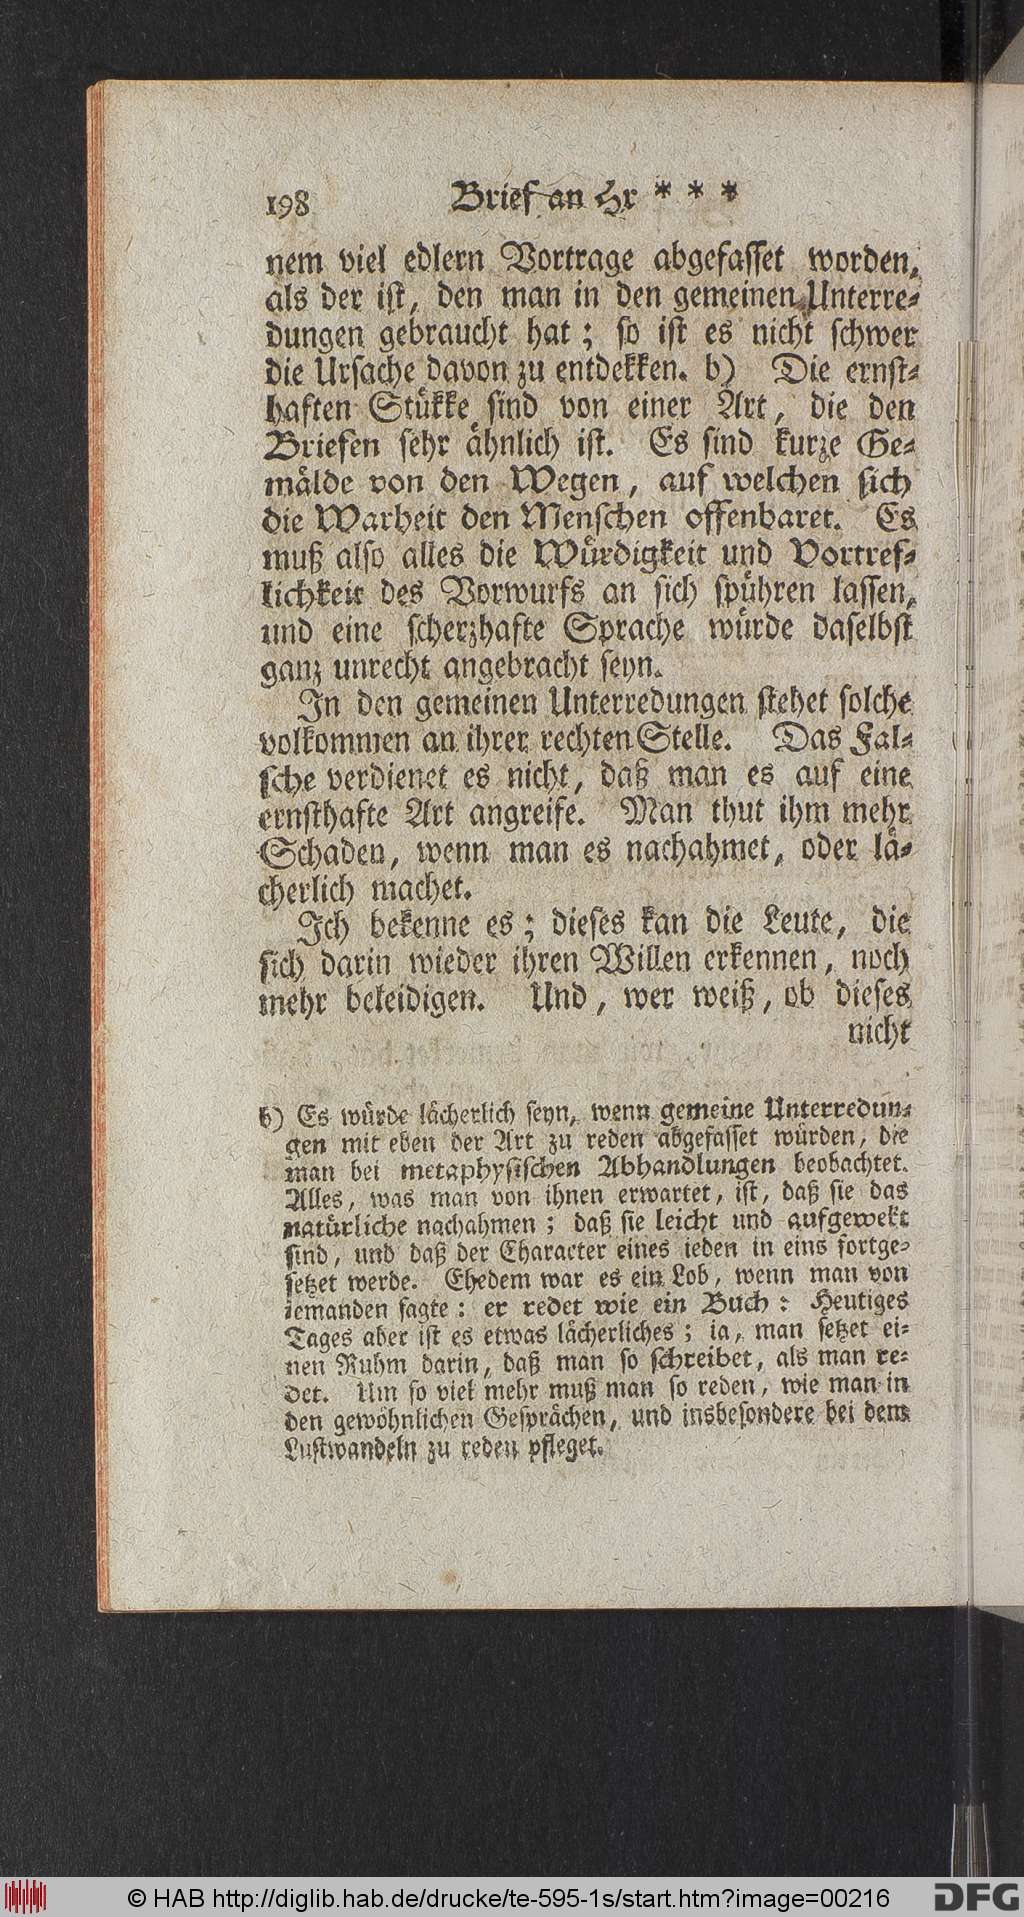 198 Brief an Hr * * *
nem viel edlern Vortrage abgefasset worden,
als der ist, den man in den gemeinen Unterre-
dungen gebraucht hat; so ist es nicht schwer
die Ursache davon zu entdekken. b) Die ernst-
haften Stükke sind von einer Art, die den
Briefen sehr ähnlich ist. Es sind kurze Ge-
mälde von den Wegen, auf welchen sich
die Warheit den Menschen offenbaret. Es
muß also alles die Würdigkeit und Vortref-
lichkeit des Vorwurfs an sich spühren lassen,
und eine scherzhafte Sprache würde daselbst
ganz unrecht angebracht seyn.
In den gemeinen Unterredungen stehet solche
volkommen an ihrer rechten Stelle. Das Fal-
sche verdienet es nicht, daß man es auf eine
ernsthafte Art angreife. Man thut ihm mehr
Schaden, wenn man es nachahmet, oder lä-
cherlich machet.
Ich bekenne es; dieses kan die Leute, die
sich darin wieder ihren Willen erkennen, noch
mehr beleidigen. Und, wer weiß, ob dieses
nicht
b) Es würde lächerlich seyn, wenn gemeine Unterredun-
gen mit eben der Art zu reden abgefasset würden, die
man bei metaphysischen Abhandlungen beobachtet.
Alles, was man von ihnen erwartet, ist, daß sie das
natürliche nachahmen; daß sie leicht und aufgewekt
sind, und daß der Character eines ieden in eins fortge-
setzet werde. Ehedem war es ein Lob, wenn man von
iemanden sagte: er redet wie ein Buch: Heutiges
Tages aber ist es etwas lächerliches; ia, man setzet ei-
nen Ruhm darin, daß man so schreibet, als man re-
det. Um so viel mehr muß man so reden, wie man in
den gewöhnlichen Gesprächen, und insbesondere bei dem
Lustwandeln zu reden pfleget.
© HAB http://diglib.hab.de/drucke/te-595-1s/start.htm?image=00216
DFG